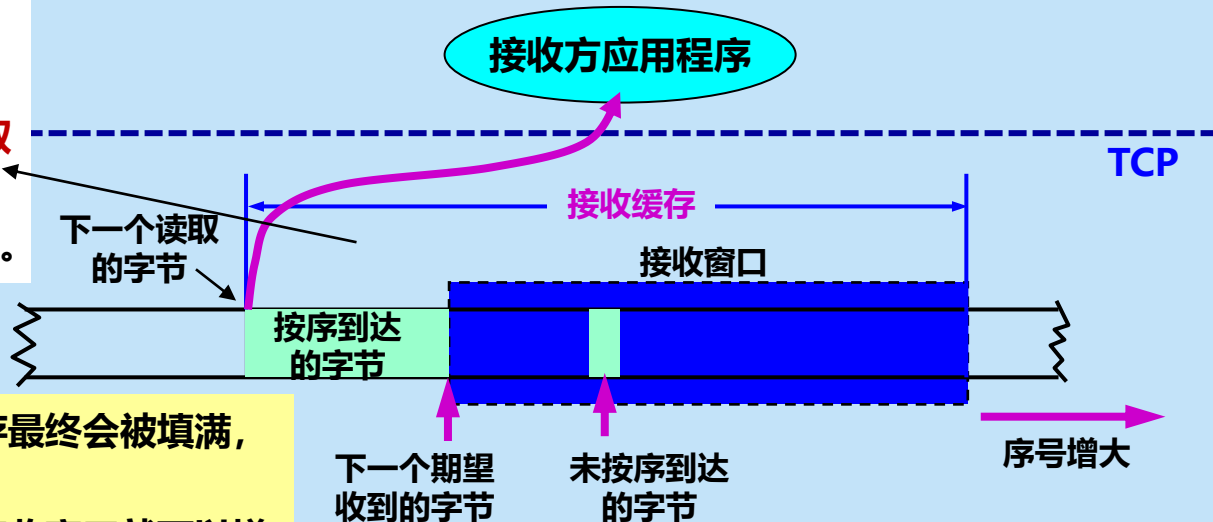 接收方应用程序
取
TCP
接收缓存
下一个读取
的字节
。
接收窗口
按序到达
的字节
存最终会被填满，
下一个期望
收到的字节
未按序到达
的字节
序号增大